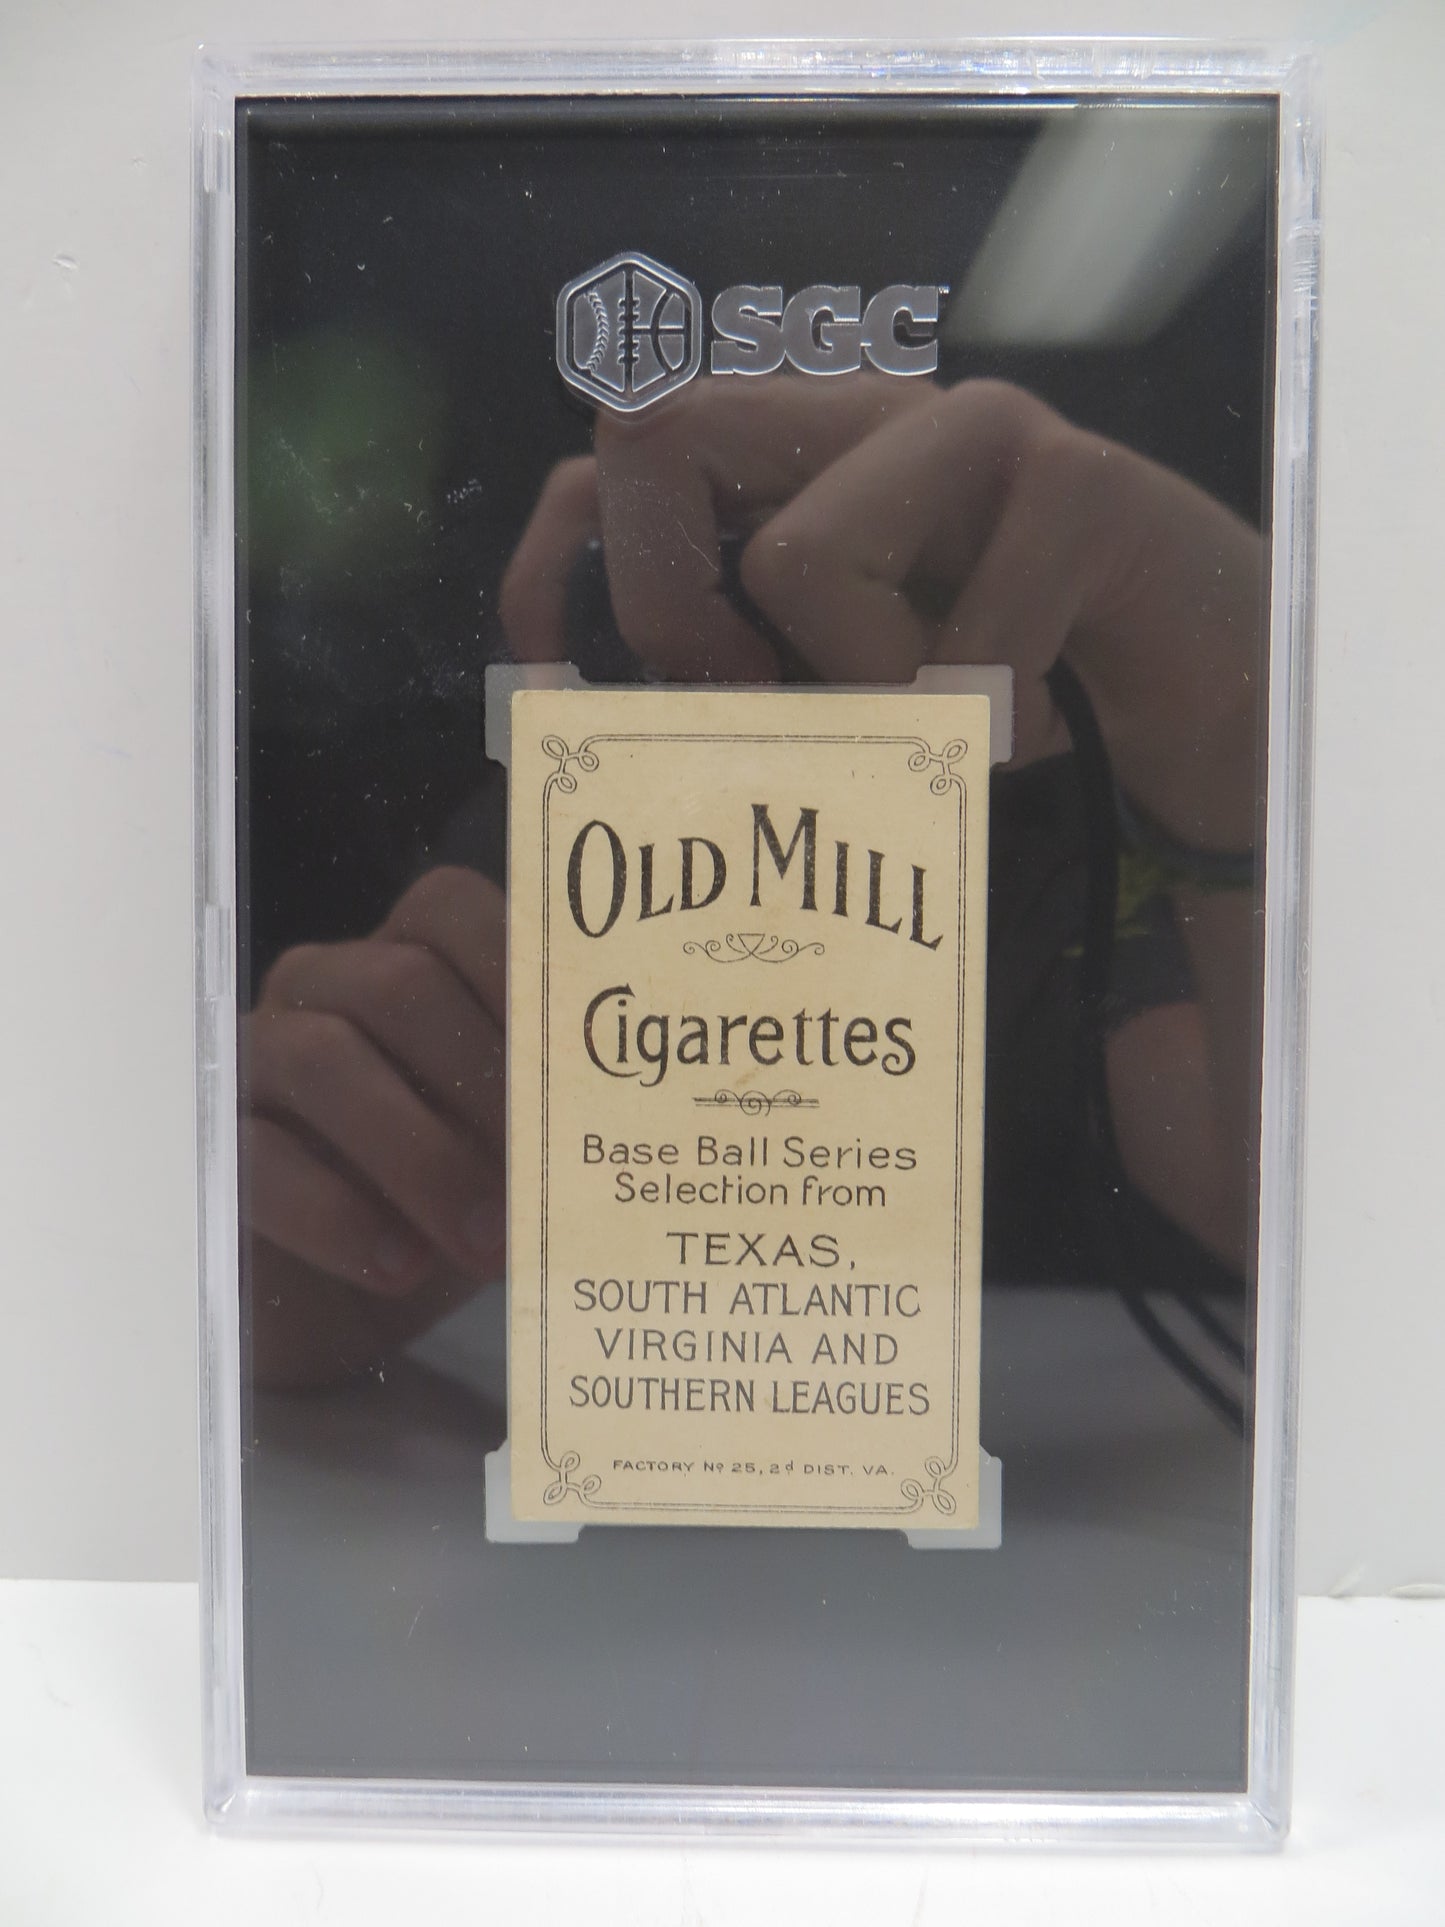 SGC
OLD MILL
Cigarettes
Base Ball Series
Selection from
TEXAS,
SOUTH ATLANTIC
VIRGINIA AND
SOUTHERN LEAGUES
FACTORY Nº 25, 2d DIST. VA.